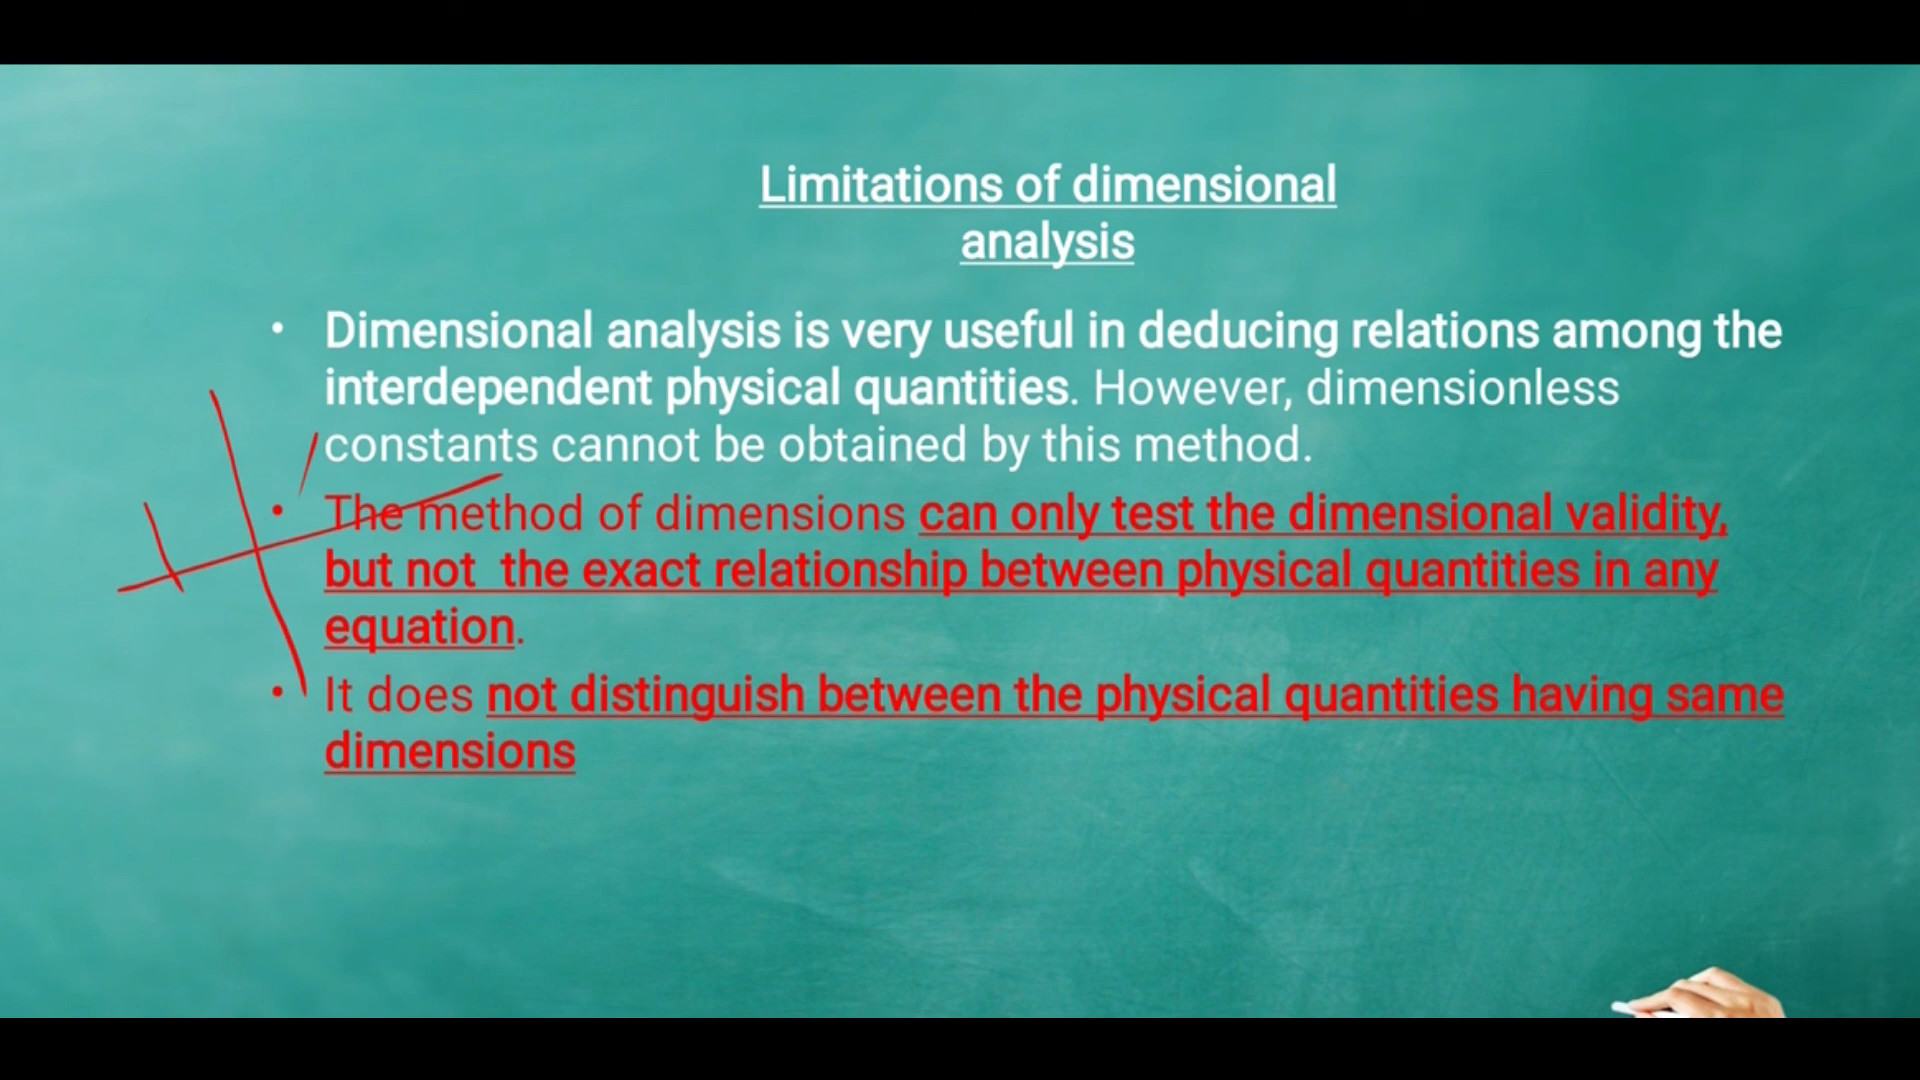 Limitations of dimensional
analysis
• Dimensional analysis is very useful in deducing relations among the
interdependent physical quantities. However, dimensionless
constants cannot be obtained by this method.
• The method of dimensions can only test the dimensional validity,
but not the exact relationship between physical quantities in any
equation.
• It does not distinguish between the physical quantities having same
dimensions